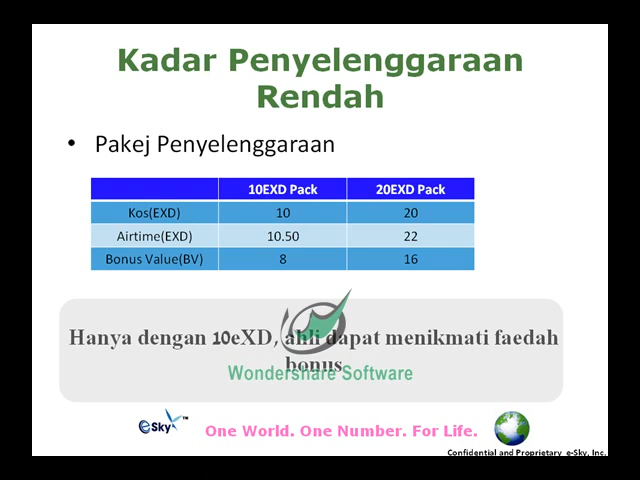 Kadar Penyelenggaraan
Rendah
• Pakej Penyelenggaraan
10EXD Pack 20EXD Pack
Kos(EXD) 10 20
Airtime(EXD) 10.50 22
Bonus Value(BV) 8 16
Hanya dengan 10eXD, ahli dapat menikmati faedah
bonus
Wondershare Software
eSky™
One World. One Number. For Life.
Confidential and Proprietary e-Sky, Inc.